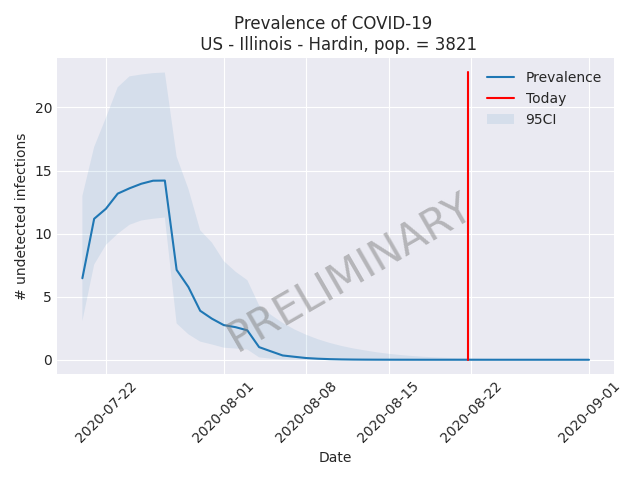 Prevalence of COVID-19
US - Illinois - Hardin, pop. = 3821
Prevalence
Today
95CI
PRELIMINARY
# undetected infections
20
15
10
5
0
2020-07-22
2020-08-01
2020-08-08
2020-08-15
2020-08-22
2020-09-01
Date